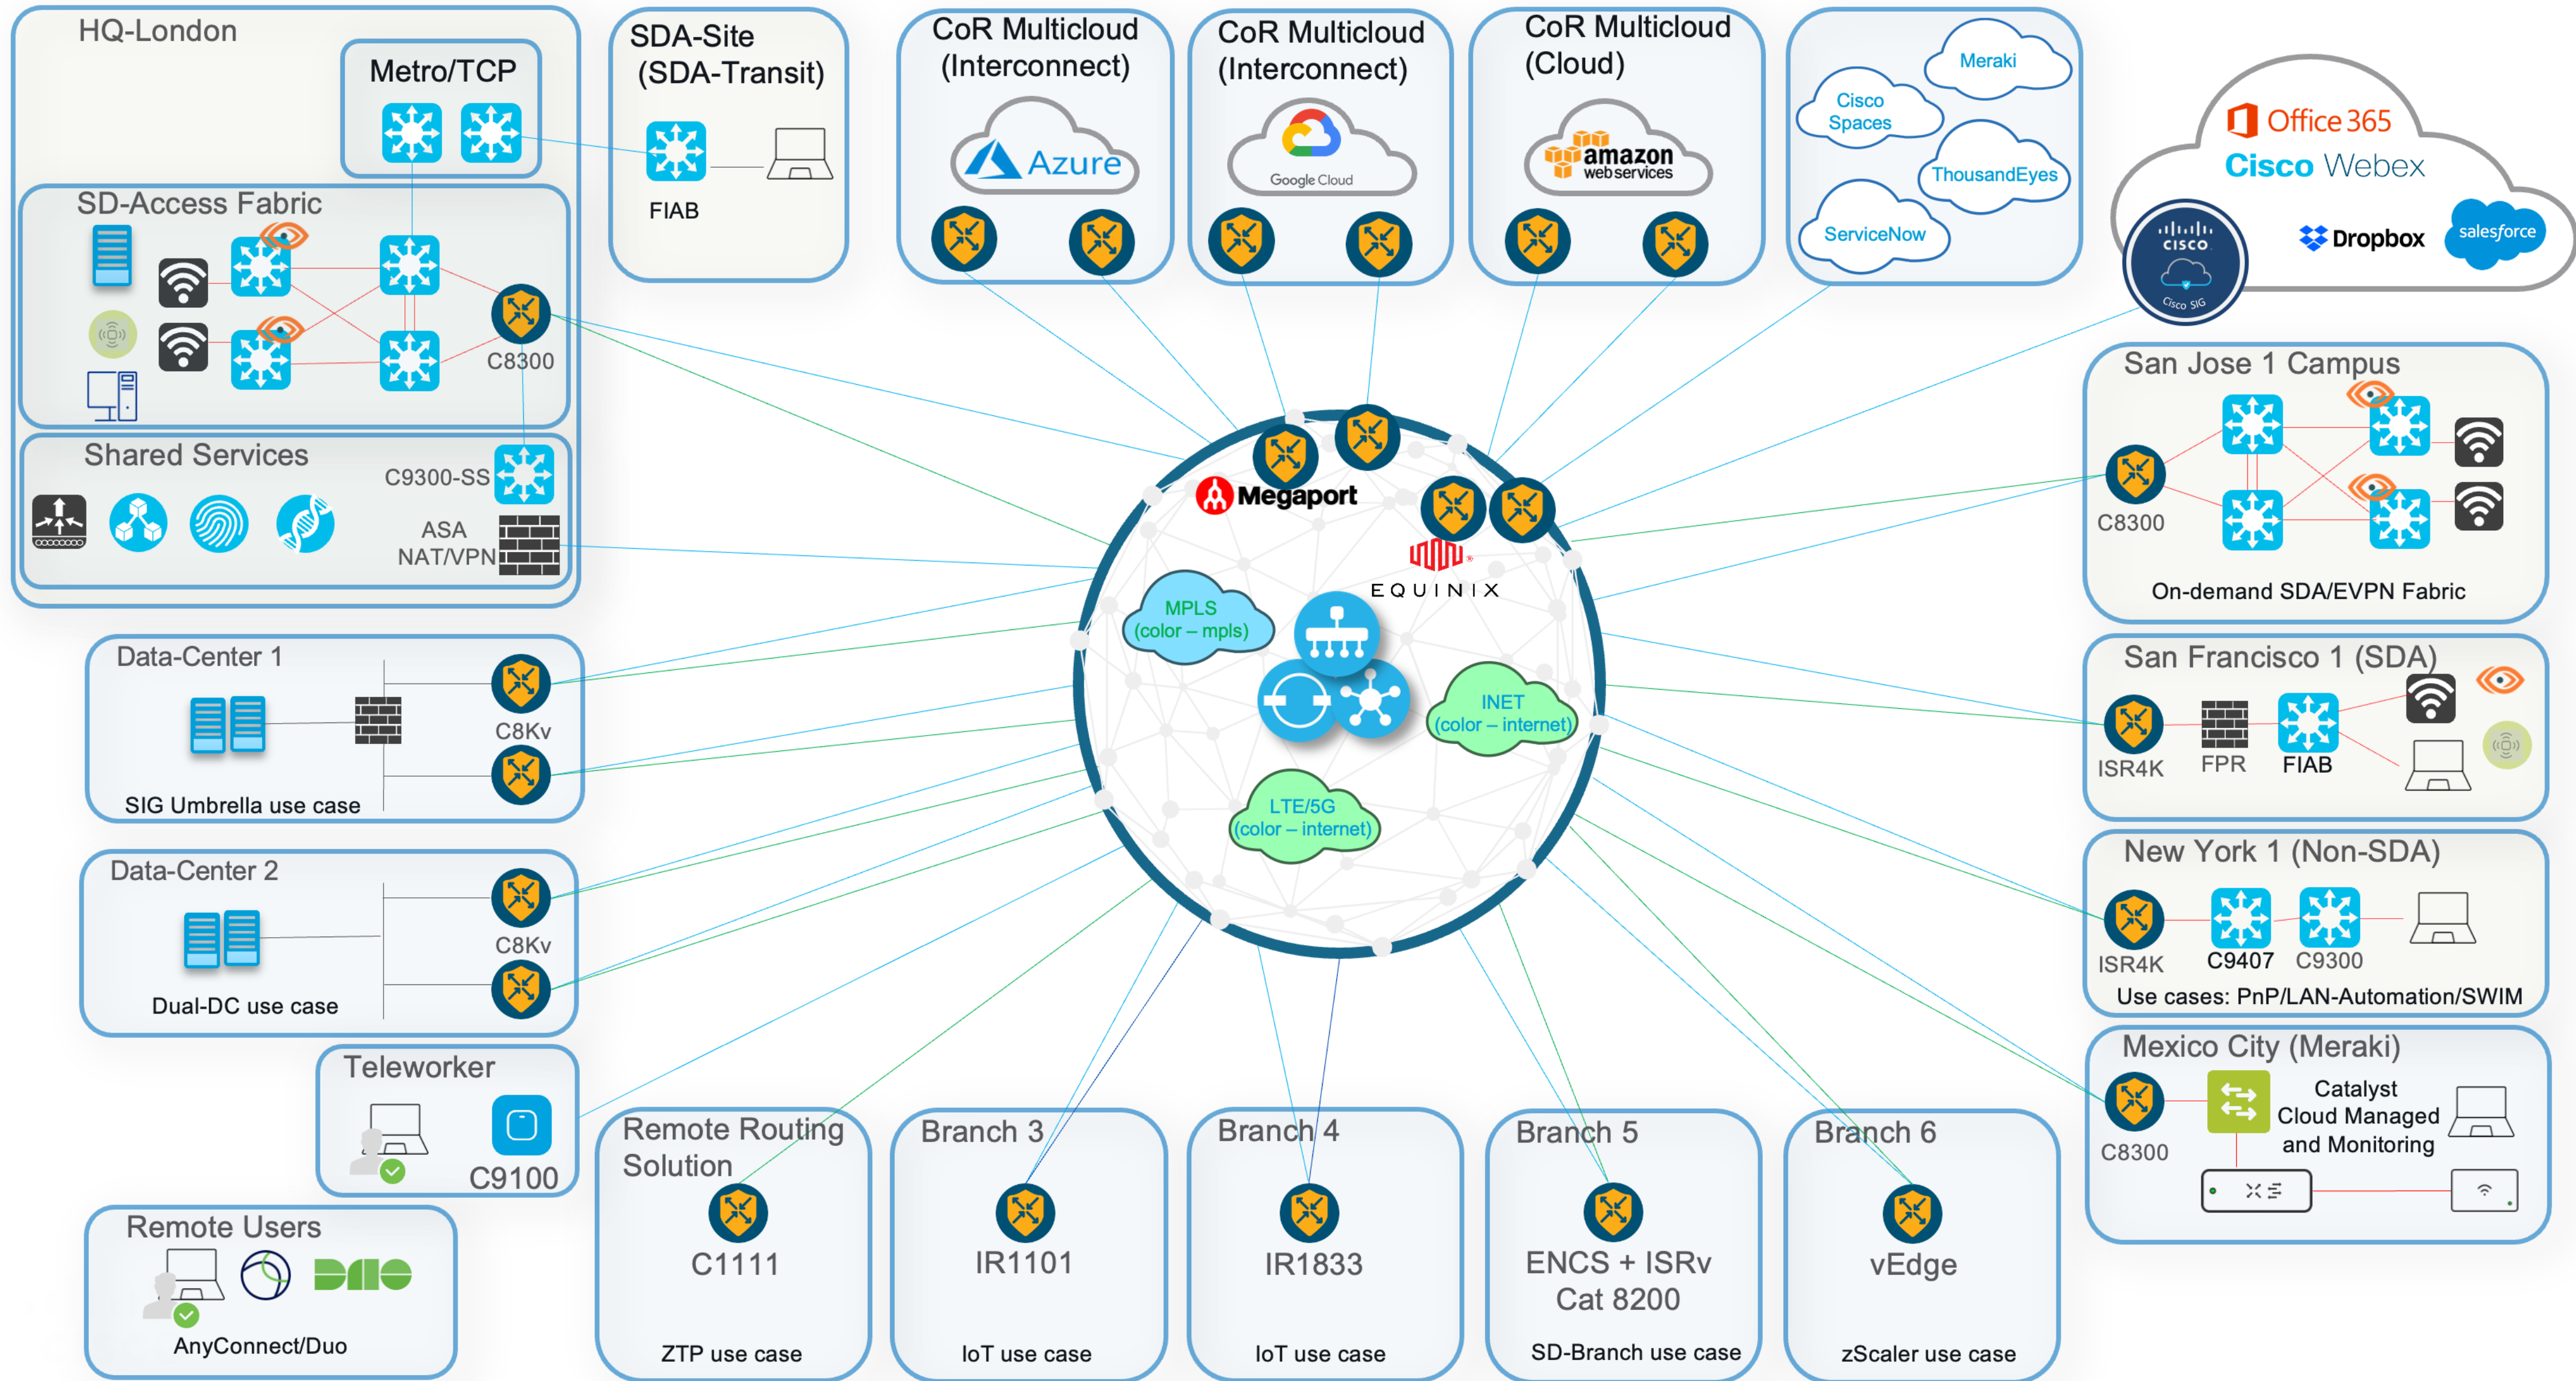 HQ-London
Metro/TCP
SD-Access Fabric
C8300
Shared Services
C9300-SS
ASA
NAT/VPN
SDA-Site
(SDA-Transit)
FIAB
CoR Multicloud
(Interconnect)
Azure
CoR Multicloud
(Interconnect)
Google Cloud
CoR Multicloud
(Cloud)
amazon
web services
Meraki
Cisco
Spaces
ThousandEyes
ServiceNow
Office 365
Cisco Webex
Dropbox
salesforce
CISCO
Cisco SIG
Megaport
EQUINIX
MPLS
(color – mpls)
INET
(color – internet)
LTE/5G
(color – internet)
Data-Center 1
C8Kv
SIG Umbrella use case
Data-Center 2
C8Kv
Dual-DC use case
Teleworker
C9100
Remote Users
DUO
AnyConnect/Duo
Remote Routing
Solution
C1111
ZTP use case
Branch 3
IR1101
IoT use case
Branch 4
IR1833
IoT use case
Branch 5
ENCS + ISRv
Cat 8200
SD-Branch use case
Branch 6
vEdge
zScaler use case
San Jose 1 Campus
C8300
On-demand SDA/EVPN Fabric
San Francisco 1 (SDA)
ISR4K
FPR
FIAB
New York 1 (Non-SDA)
ISR4K
C9407
C9300
Use cases: PnP/LAN-Automation/SWIM
Mexico City (Meraki)
C8300
Catalyst
Cloud Managed
and Monitoring